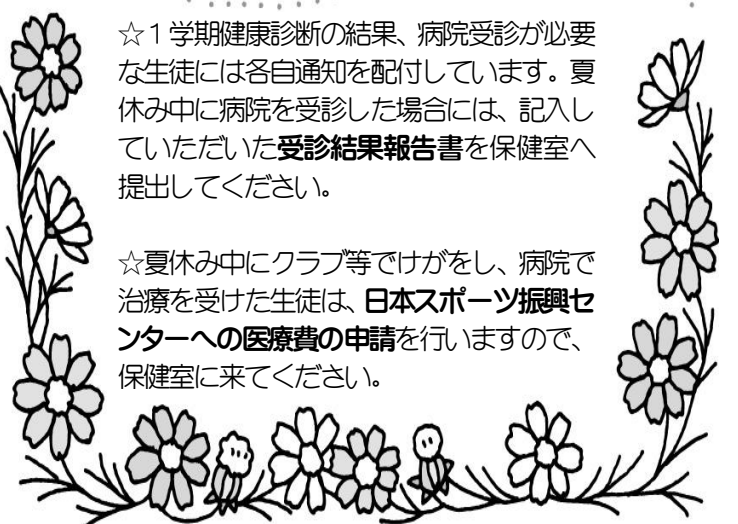 ☆1学期健康診断の結果、病院受診が必要
な生徒には各自通知を配付しています。夏
休み中に病院を受診した場合には、記入し
ていただいた受診結果報告書を保健室へ
提出してください。
☆夏休み中にクラブ等でけがをし、病院で
治療を受けた生徒は、日本スポーツ振興セ
ンターへの医療費の申請を行いますので、
保健室に来てください。